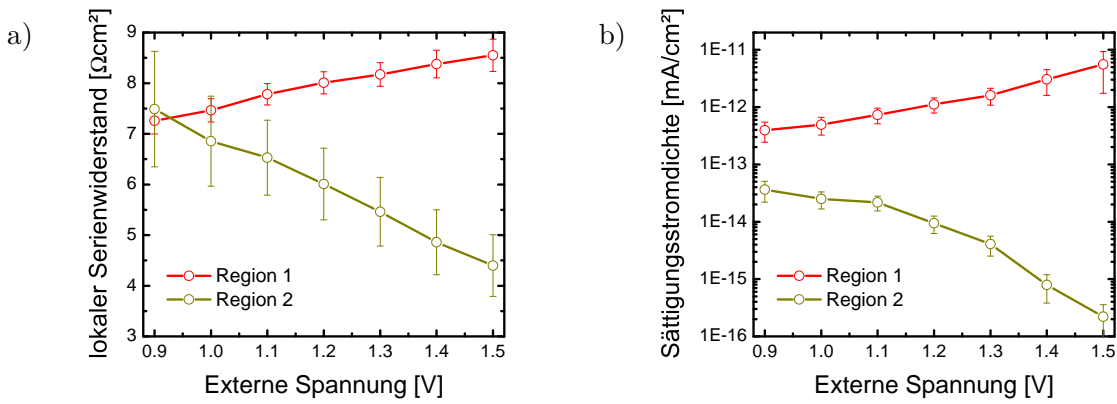 a)
lokaler Serienwiderstand [Ωcm²]
9
8
7
6
5
4
3
Region 1
Region 2
0.9 1.0 1.1 1.2 1.3 1.4 1.5
Externe Spannung [V]
b)
Sättigungsstromdichte [mA/cm²]
1E-11
1E-12
1E-13
1E-14
1E-15
1E-16
Region 1
Region 2
0.9 1.0 1.1 1.2 1.3 1.4 1.5
Externe Spannung [V]